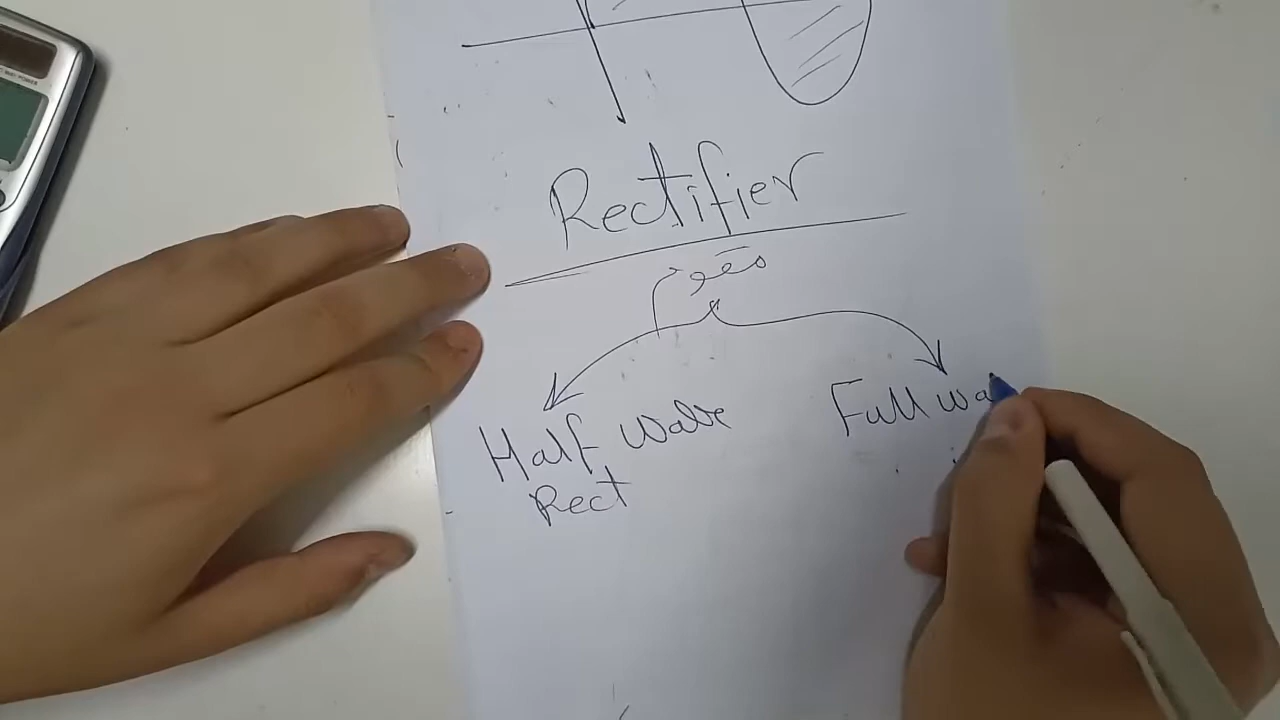 Rectifier
مقوم
Half wave
Rect
Full wa